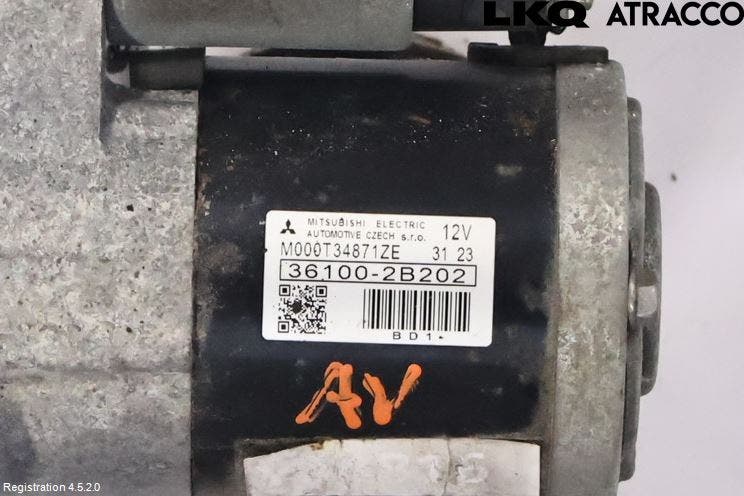 LKQ ATRACCO
MITSUBISHI ELECTRIC
AUTOMOTIVE CZECH s.r.o. 12V
M000T34871ZE 31 23
36100-2B202
BD1
AV
Registration 4.5.2.0